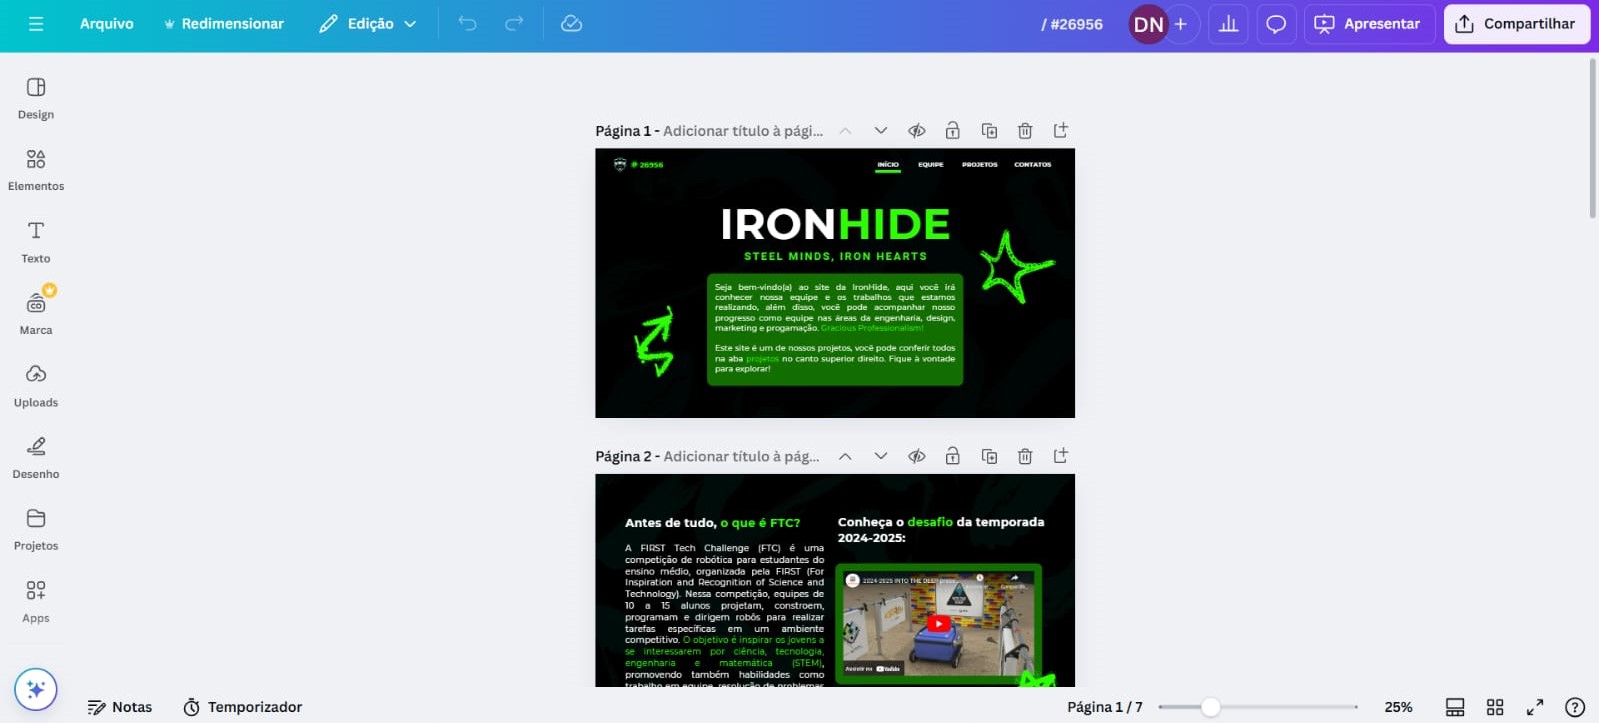 Arquivo
Redimensionar
Edição
/ #26956
DN
+
Apresentar
Compartilhar
Design
Elementos
Texto
Marca
Uploads
Desenho
Projetos
Apps
Página 1 - Adicionar título à pági...
# 26956
INÍCIO
EQUIPE
PROJETOS
CONTATOS
IRONHIDE
STEEL MINDS, IRON HEARTS
Seja bem-vindo(a) ao site da IronHide, aqui você irá
conhecer nossa equipe e os trabalhos que estamos
realizando, além disso, você pode acompanhar nosso
progresso como equipe nas áreas da engenharia, design,
marketing e progamação. Gracious Professionalism!
Este site é um de nossos projetos, você pode conferir todos
na aba projetos no canto superior direito. Fique à vontade
para explorar!
Página 2 - Adicionar título à pág...
Antes de tudo, o que é FTC?
A FIRST Tech Challenge (FTC) é uma
competição de robótica para estudantes do
ensino médio, organizada pela FIRST (For
Inspiration and Recognition of Science and
Technology). Nessa competição, equipes de
10 a 15 alunos projetam, constroem,
programam e dirigem robôs para realizar
tarefas específicas em um ambiente
competitivo. O objetivo é inspirar os jovens a
se interessarem por ciência, tecnologia,
engenharia e matemática (STEM),
promovendo também habilidades como
trabalho em equipe, resolução de problemas
Conheça o desafio da temporada
2024-2025:
2024-2025 INTO THE DEEP
Assistir no YouTube
Notas
Temporizador
Página 1 / 7
25%